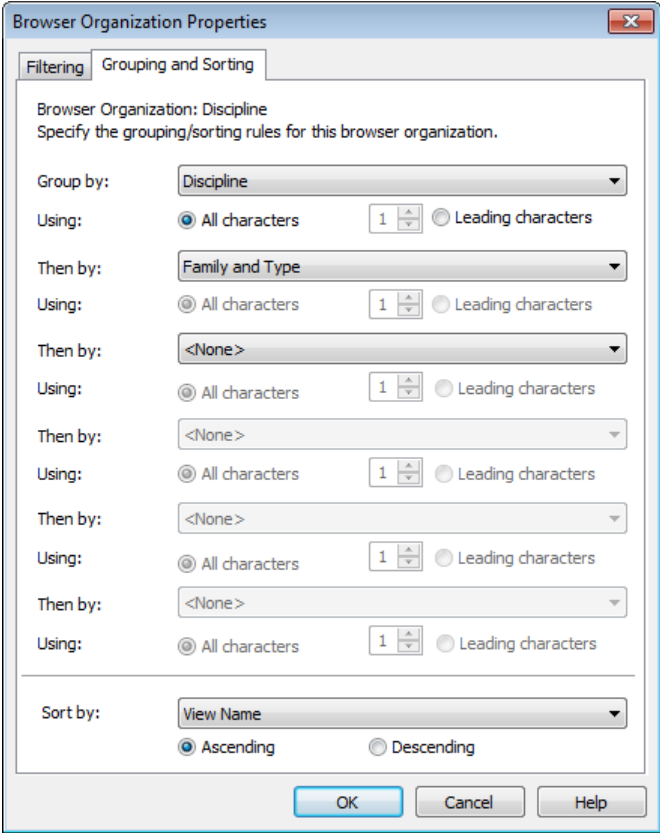 Browser Organization Properties
Filtering Grouping and Sorting
Browser Organization: Discipline
Specify the grouping/sorting rules for this browser organization.
Group by: Discipline
Using: All characters 1 Leading characters
Then by: Family and Type
Using: All characters 1 Leading characters
Then by: <None>
Using: All characters 1 Leading characters
Then by: <None>
Using: All characters 1 Leading characters
Then by: <None>
Using: All characters 1 Leading characters
Then by: <None>
Using: All characters 1 Leading characters
Sort by: View Name
Ascending Descending
OK Cancel Help